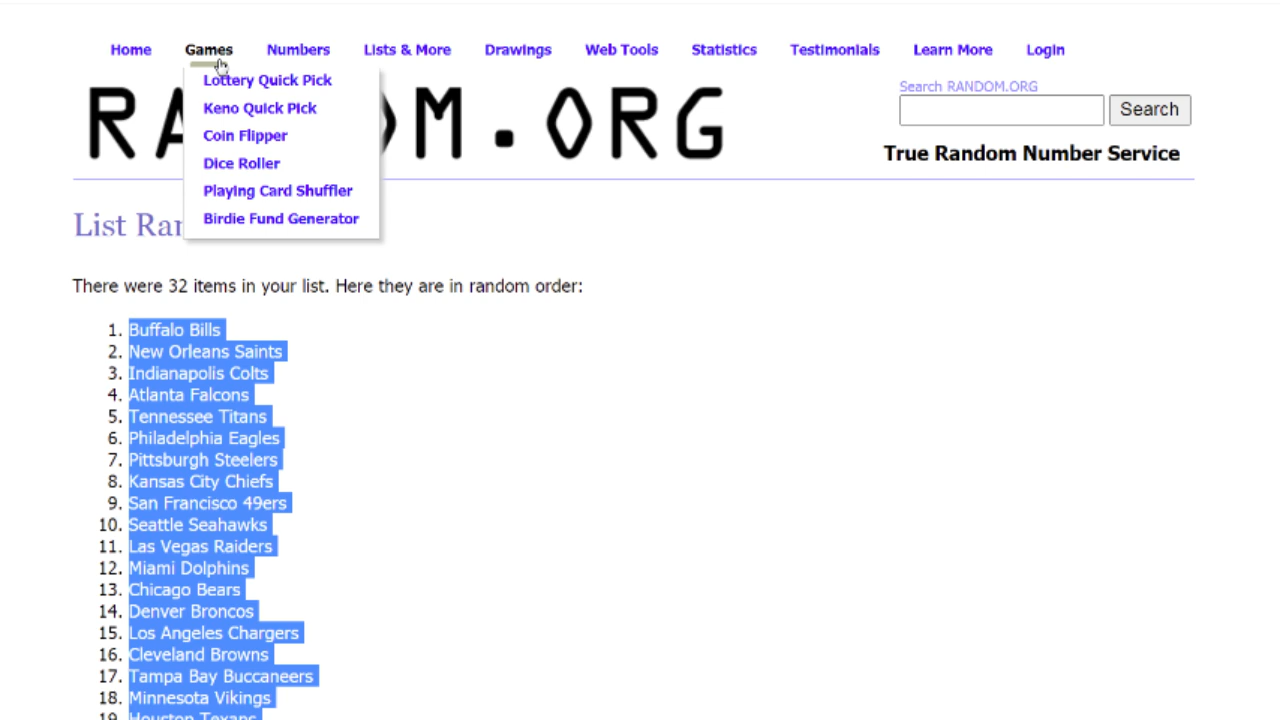 Home Games Numbers Lists & More Drawings Web Tools Statistics Testimonials Learn More Login
Lottery Quick Pick
Keno Quick Pick
Coin Flipper
Dice Roller
Playing Card Shuffler
Birdie Fund Generator
RA OM.ORG
Search RANDOM.ORG
Search
True Random Number Service
List Ra
There were 32 items in your list. Here they are in random order:
1. Buffalo Bills
2. New Orleans Saints
3. Indianapolis Colts
4. Atlanta Falcons
5. Tennessee Titans
6. Philadelphia Eagles
7. Pittsburgh Steelers
8. Kansas City Chiefs
9. San Francisco 49ers
10. Seattle Seahawks
11. Las Vegas Raiders
12. Miami Dolphins
13. Chicago Bears
14. Denver Broncos
15. Los Angeles Chargers
16. Cleveland Browns
17. Tampa Bay Buccaneers
18. Minnesota Vikings
19. Houston Texans